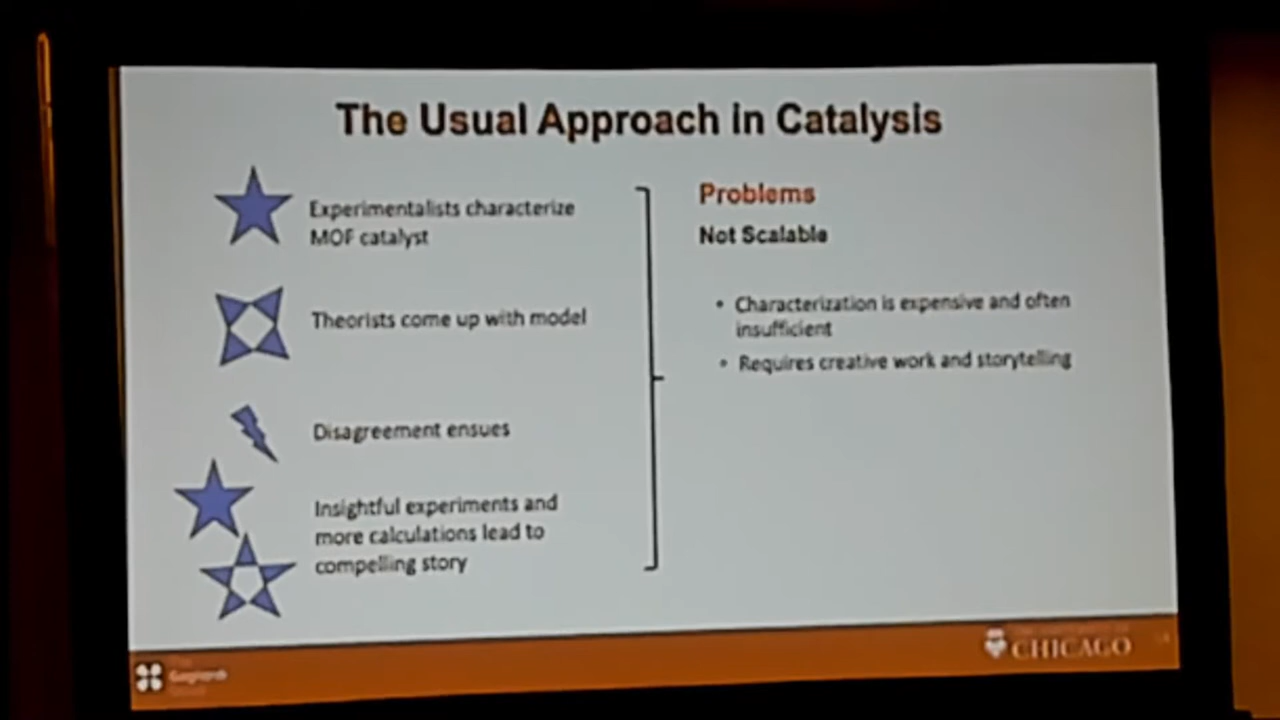 The Usual Approach in Catalysis
Experimentalists characterize
MOF catalyst
Theorists come up with model
Disagreement ensues
Insightful experiments and
more calculations lead to
compelling story
Problems
Not Scalable
• Characterization is expensive and often
insufficient
• Requires creative work and storytelling
CHICAGO